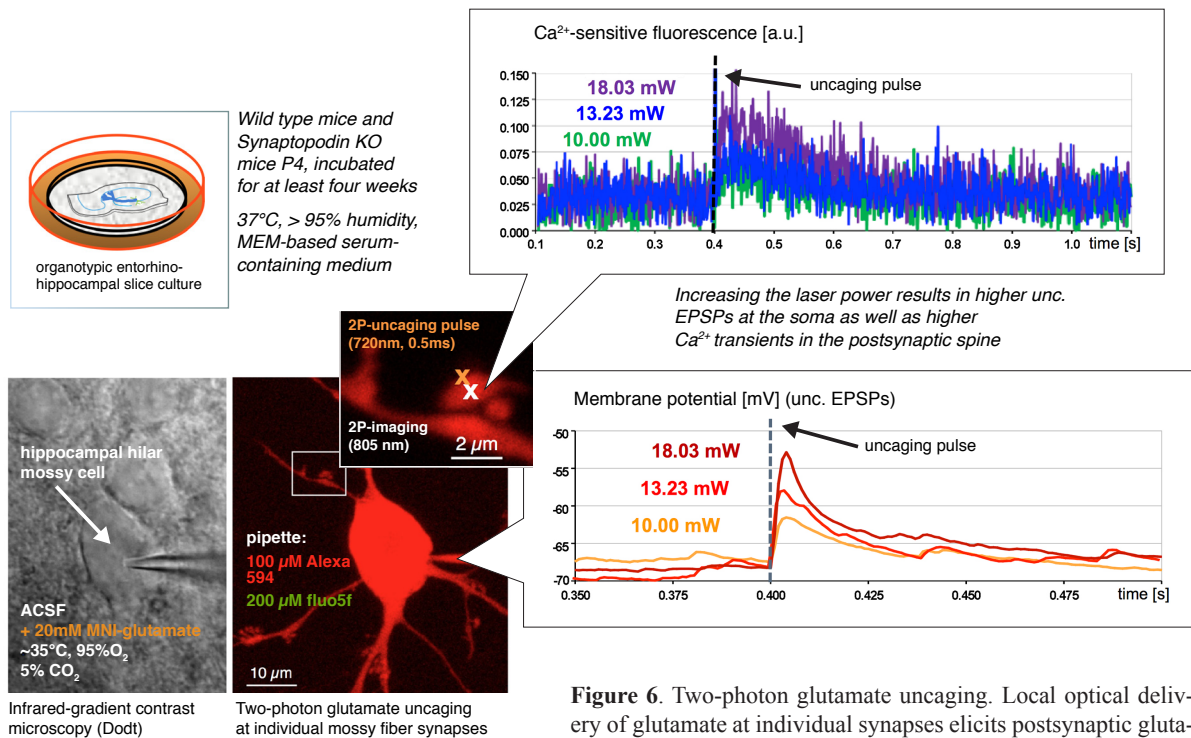 Ca²⁺-sensitive fluorescence [a.u.]
0.150
0.125
0.100
0.075
0.050
0.025
0.000
18.03 mW
13.23 mW
10.00 mW
uncaging pulse
0.1 0.2 0.3 0.4 0.5 0.6 0.7 0.8 0.9 1.0 time [s]
Wild type mice and
Synaptopodin KO
mice P4, incubated
for at least four weeks
37°C, > 95% humidity,
MEM-based serum-
containing medium
organotypic entorhino-
hippocampal slice culture
Increasing the laser power results in higher unc.
EPSPs at the soma as well as higher
Ca²⁺ transients in the postsynaptic spine
2P-uncaging pulse
(720nm, 0.5ms)
x
x
2P-imaging
(805 nm)
2 µm
hippocampal hilar
mossy cell
ACSF
+ 20mM MNI-glutamate
~35°C, 95%O₂
5% CO₂
pipette:
100 µM Alexa
594
200 µM fluo5f
10 µm
Membrane potential [mV] (unc. EPSPs)
-50
-55
-60
-65
-70
18.03 mW
13.23 mW
10.00 mW
uncaging pulse
0.350 0.375 0.400 0.425 0.475 time [s]
Infrared-gradient contrast
microscopy (Dodt)
Two-photon glutamate uncaging
at individual mossy fiber synapses
Figure 6. Two-photon glutamate uncaging. Local optical deliv-
ery of glutamate at individual synapses elicits postsynaptic gluta-